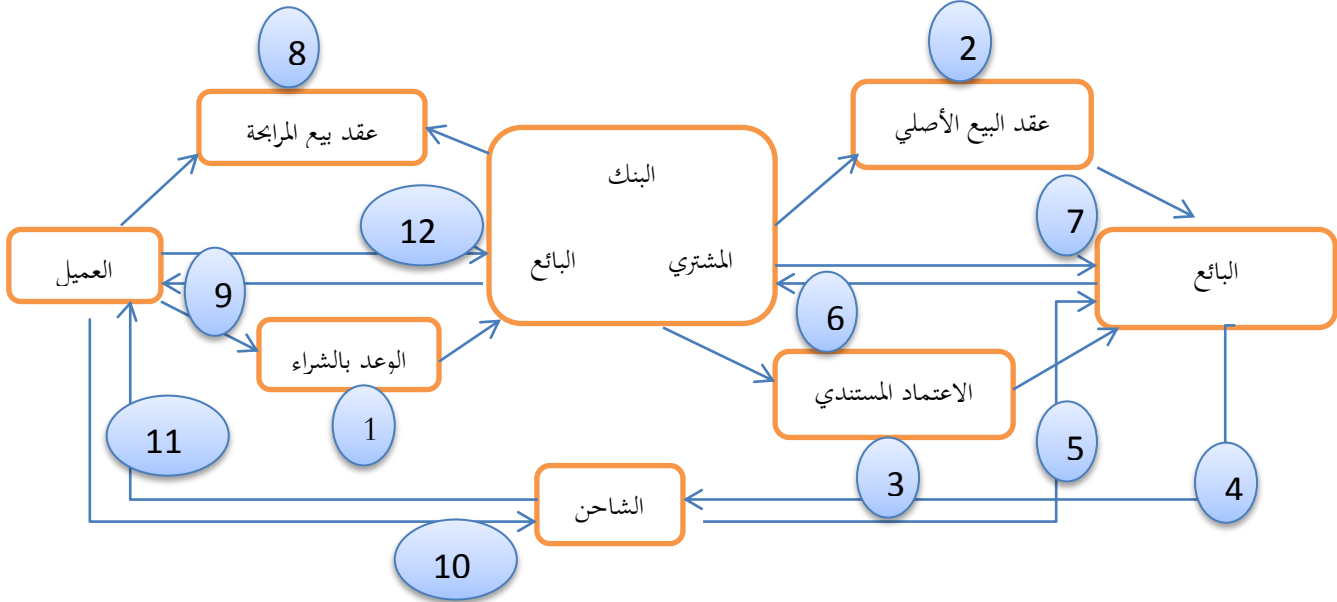 8
2
عقد بيع المرابحة
عقد البيع الأصلي
البنك
12
7
العميل
البائع
المشتري
البائع
9
6
الوعد بالشراء
الاعتماد المستندي
1
11
5
3
4
الشاحن
10